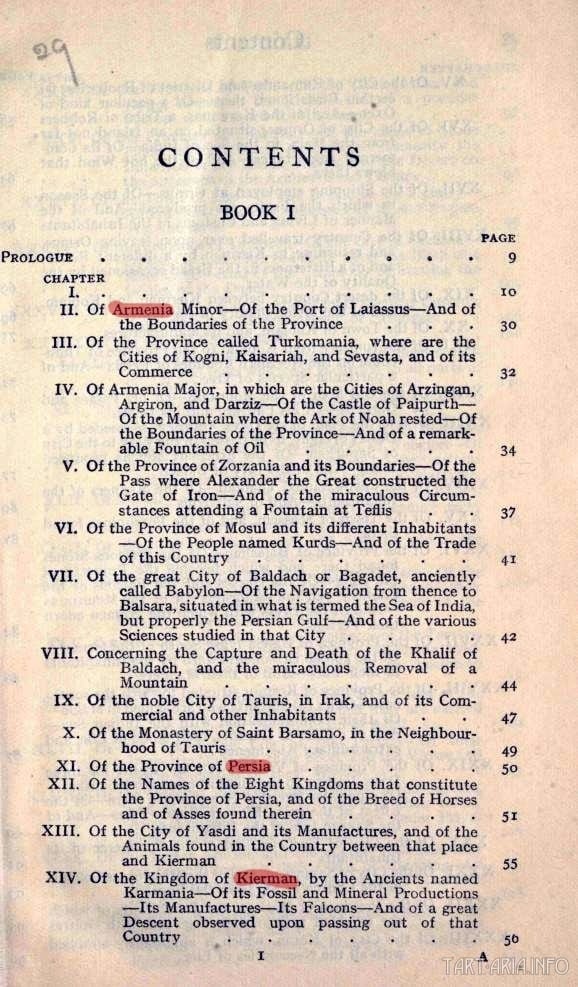 29
CONTENTS
BOOK I
PAGE
PROLOGUE . . . . . . . . . . 9
CHAPTER
I. . . . . . . . . . . 10
II. Of Armenia Minor—Of the Port of Laiassus—And of
the Boundaries of the Province . . . . 30
III. Of the Province called Turkomania, where are the
Cities of Kogni, Kaisariah, and Sevasta, and of its
Commerce . . . . . . . . 32
IV. Of Armenia Major, in which are the Cities of Arzingan,
Argiron, and Darziz—Of the Castle of Paipurth—
Of the Mountain where the Ark of Noah rested—Of
the Boundaries of the Province—And of a remark-
able Fountain of Oil . . . . . 34
V. Of the Province of Zorzania and its Boundaries—Of the
Pass where Alexander the Great constructed the
Gate of Iron—And of the miraculous Circum-
stances attending a Fountain at Teflis . . 37
VI. Of the Province of Mosul and its different Inhabitants
—Of the People named Kurds—And of the Trade
of this Country . . . . . . 41
VII. Of the great City of Baldach or Bagadet, anciently
called Babylon—Of the Navigation from thence to
Balsara, situated in what is termed the Sea of India,
but properly the Persian Gulf—And of the various
Sciences studied in that City . . . . 42
VIII. Concerning the Capture and Death of the Khalif of
Baldach, and the miraculous Removal of a
Mountain . . . . . . . . 44
IX. Of the noble City of Tauris, in Irak, and of its Com-
mercial and other Inhabitants . . 47
X. Of the Monastery of Saint Barsamo, in the Neighbour-
hood of Tauris . . . . . . 49
XI. Of the Province of Persia . . . . . 50
XII. Of the Names of the Eight Kingdoms that constitute
the Province of Persia, and of the Breed of Horses
and of Asses found therein . . . . 51
XIII. Of the City of Yasdi and its Manufactures, and of the
Animals found in the Country between that place
and Kierman . . . . . . . 55
XIV. Of the Kingdom of Kierman, by the Ancients named
Karmania—Of its Fossil and Mineral Productions
—Its Manufactures—Its Falcons—And of a great
Descent observed upon passing out of that
Country . . . . . . . . 56
I A
TART-ARIA.INFO